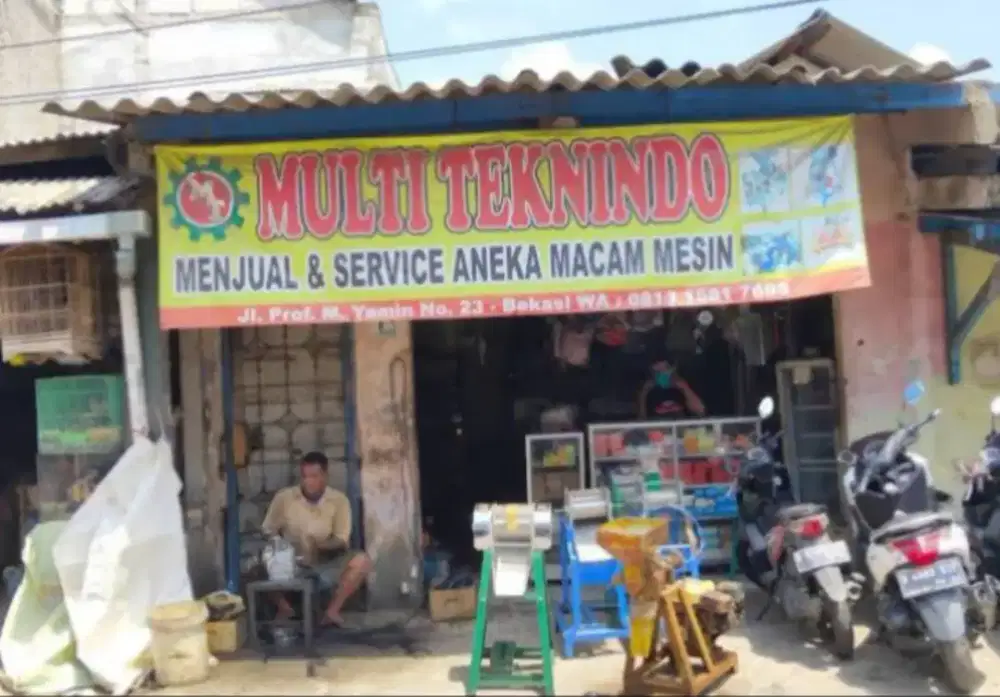 MULTI TEKNINDO
MENJUAL & SERVICE ANEKA MACAM MESIN
Jl. Prof. M. Yamin No. 23 - Bekasi WA :